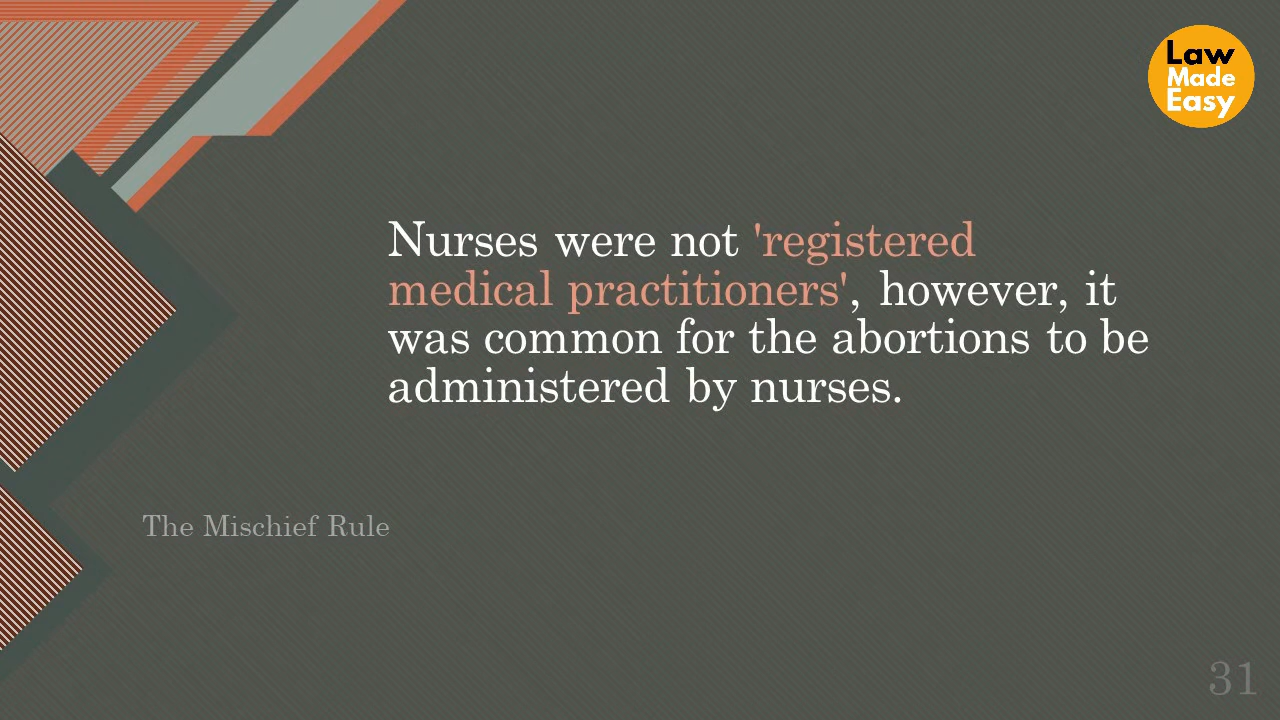 Law
Made
Easy
Nurses were not 'registered
medical practitioners', however, it
was common for the abortions to be
administered by nurses.
The Mischief Rule
31